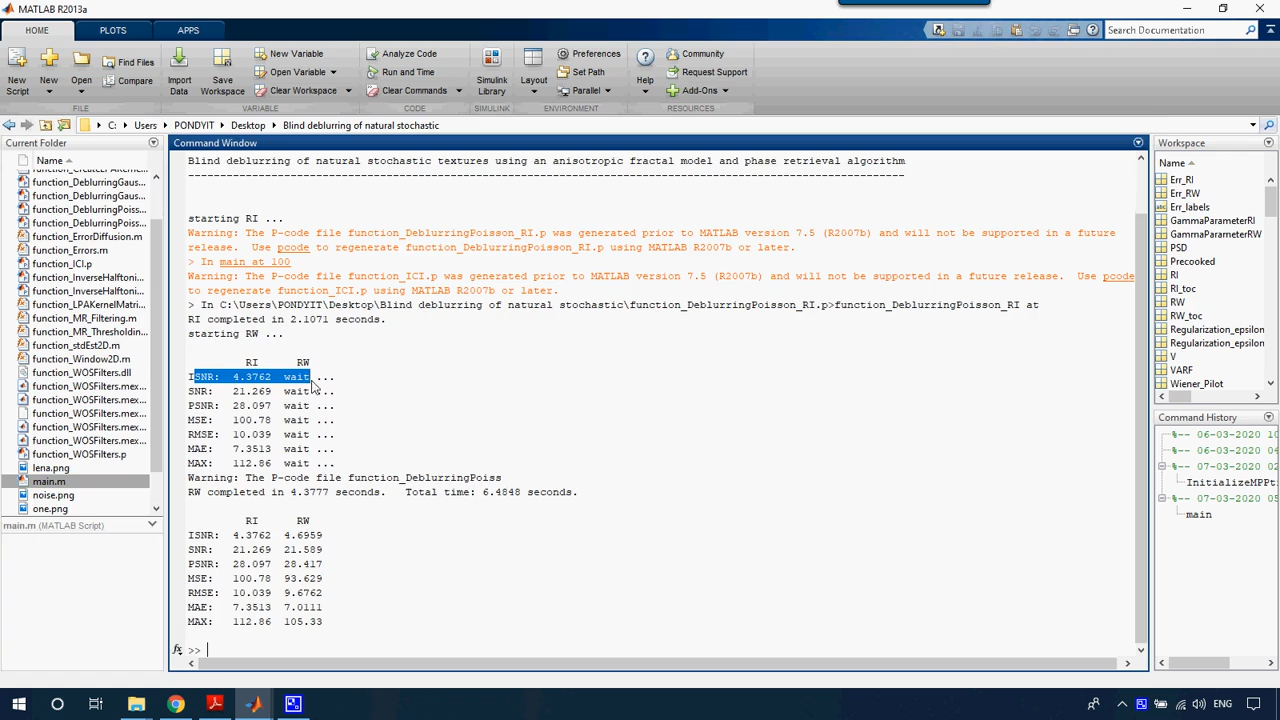 MATLAB R2013a
HOME PLOTS APPS
Search Documentation
New Script
New
Open
Find Files
Compare
Import Data
Save Workspace
New Variable
Open Variable
Clear Workspace
Analyze Code
Run and Time
Clear Commands
Simulink Library
Layout
Preferences
Set Path
Parallel
Help
Community
Request Support
Add-Ons
FILE VARIABLE CODE SIMULINK ENVIRONMENT RESOURCES
C: Users PONDYIT Desktop Blind deblurring of natural stochastic
Current Folder
Name
function_CreateLPAKerne...
function_DeblurringGaus...
function_DeblurringGaus...
function_DeblurringPoiss...
function_DeblurringPoiss...
function_ErrorDiffusion.m
function_Errors.m
function_ICI.p
function_InverseHalftoni...
function_InverseHalftoni...
function_LPAKernelMatri...
function_MR_Filtering.m
function_MR_Thresholdin...
function_stdEst2D.m
function_Window2D.m
function_WOSFilters.dll
function_WOSFilters.mex...
function_WOSFilters.mex...
function_WOSFilters.mex...
function_WOSFilters.mex...
function_WOSFilters.mex...
function_WOSFilters.p
lena.png
main.m
noise.png
one.png
main.m (MATLAB Script)
Command Window
Blind deblurring of natural stochastic textures using an anisotropic fractal model and phase retrieval algorithm
-----------------------------------------------------------------------------------------------------------------
starting RI ...
Warning: The P-code file function_DeblurringPoisson_RI.p was generated prior to MATLAB version 7.5 (R2007b) and will not be supported in a future
release. Use pcode to regenerate function_DeblurringPoisson_RI.p using MATLAB R2007b or later.
> In main at 100
Warning: The P-code file function_ICI.p was generated prior to MATLAB version 7.5 (R2007b) and will not be supported in a future release. Use pcode
to regenerate function_ICI.p using MATLAB R2007b or later.
> In C:\Users\PONDYIT\Desktop\Blind deblurring of natural stochastic\function_DeblurringPoisson_RI.p>function_DeblurringPoisson_RI at
RI completed in 2.1071 seconds.
starting RW ...
RI RW
ISNR: 4.3762 wait ...
SNR: 21.269 wait ...
PSNR: 28.097 wait ...
MSE: 100.78 wait ...
RMSE: 10.039 wait ...
MAE: 7.3513 wait ...
MAX: 112.86 wait ...
Warning: The P-code file function_DeblurringPoiss
RW completed in 4.3777 seconds. Total time: 6.4848 seconds.
RI RW
ISNR: 4.3762 4.6959
SNR: 21.269 21.589
PSNR: 28.097 28.417
MSE: 100.78 93.629
RMSE: 10.039 9.6762
MAE: 7.3513 7.0111
MAX: 112.86 105.33
fx >>
Workspace
Name
Err_RI
Err_RW
Err_labels
GammaParameterRI
GammaParameterRW
PSD
Precooked
RI
RI_toc
RW
RW_toc
Regularization_epsilon
Regularization_epsilon
V
VARF
Wiener_Pilot
Command History
%-- 06-03-2020 10
%-- 06-03-2020
%-- 07-03-2020 02
InitializeMPPt
%-- 07-03-2020 05
main
ENG